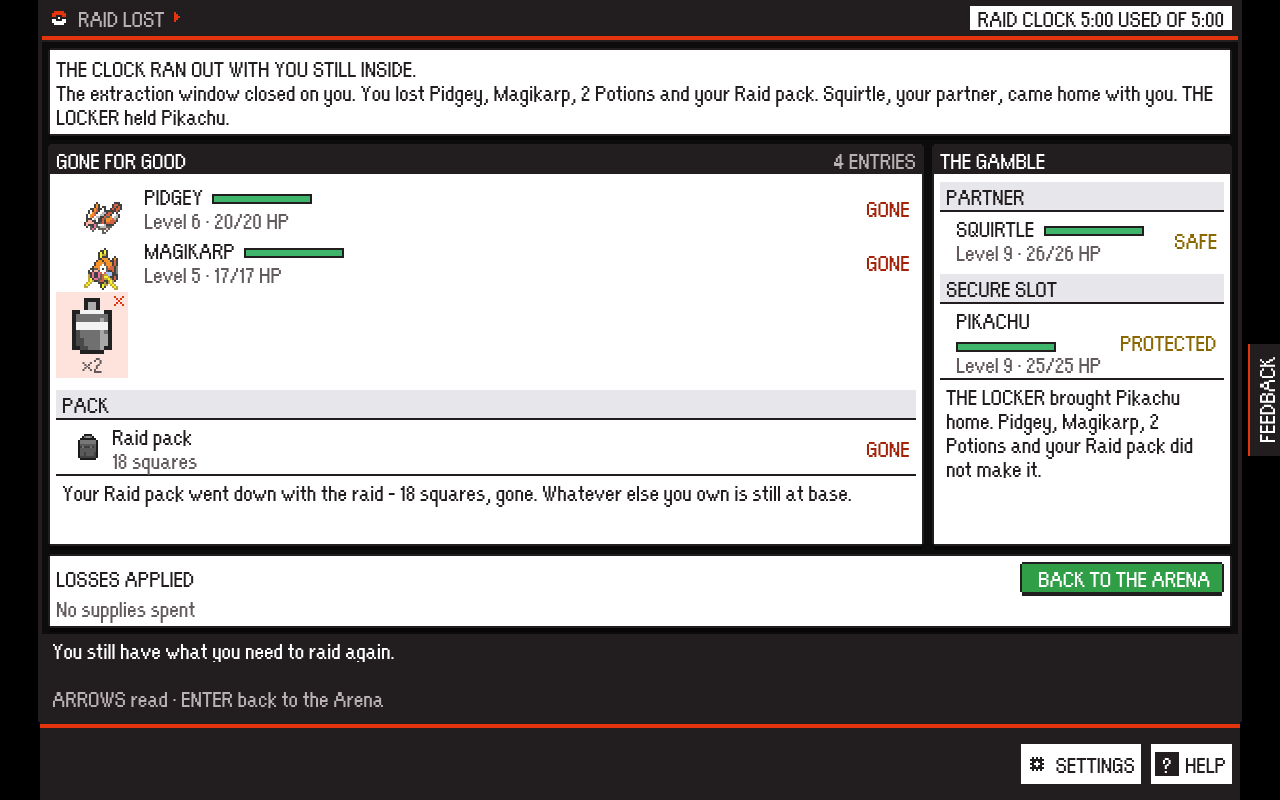 RAID LOST
RAID CLOCK 5:00 USED OF 5:00
THE CLOCK RAN OUT WITH YOU STILL INSIDE.
The extraction window closed on you. You lost Pidgey, Magikarp, 2 Potions and your Raid pack. Squirtle, your partner, came home with you. THE
LOCKER held Pikachu.
GONE FOR GOOD
4 ENTRIES
PIDGEY
Level 6 · 20/20 HP
GONE
MAGIKARP
Level 5 · 17/17 HP
GONE
×
×2
PACK
Raid pack
18 squares
GONE
Your Raid pack went down with the raid - 18 squares, gone. Whatever else you own is still at base.
THE GAMBLE
PARTNER
SQUIRTLE
Level 9 · 26/26 HP
SAFE
SECURE SLOT
PIKACHU
PROTECTED
Level 9 · 25/25 HP
THE LOCKER brought Pikachu
home. Pidgey, Magikarp, 2
Potions and your Raid pack did
not make it.
LOSSES APPLIED
No supplies spent
BACK TO THE ARENA
You still have what you need to raid again.
ARROWS read · ENTER back to the Arena
SETTINGS
? HELP
FEEDBACK